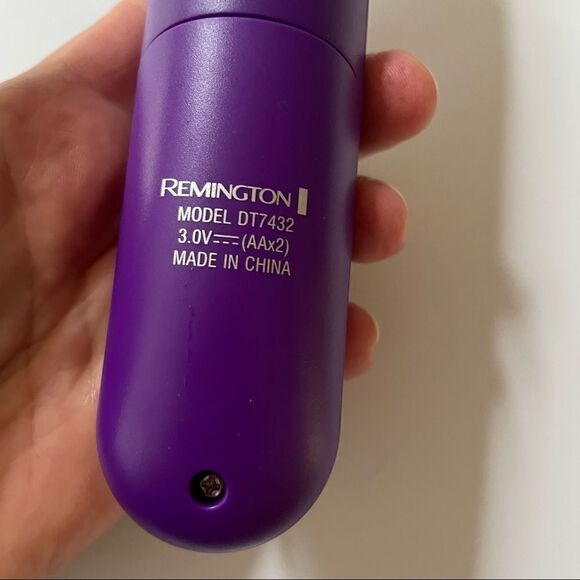 REMINGTON
MODEL DT7432
3.0V⎓(AAx2)
MADE IN CHINA